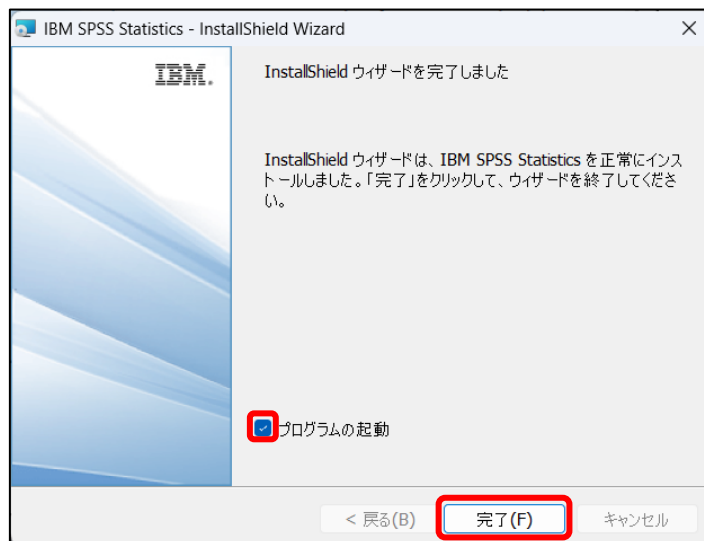 IBM SPSS Statistics - InstallShield Wizard
IBM.
InstallShield ウィザードを完了しました
InstallShield ウィザードは、IBM SPSS Statistics を正常にインス
トールしました。「完了」をクリックして、ウィザードを終了してくださ
い。
プログラムの起動
< 戻る(B)
完了(F)
キャンセル